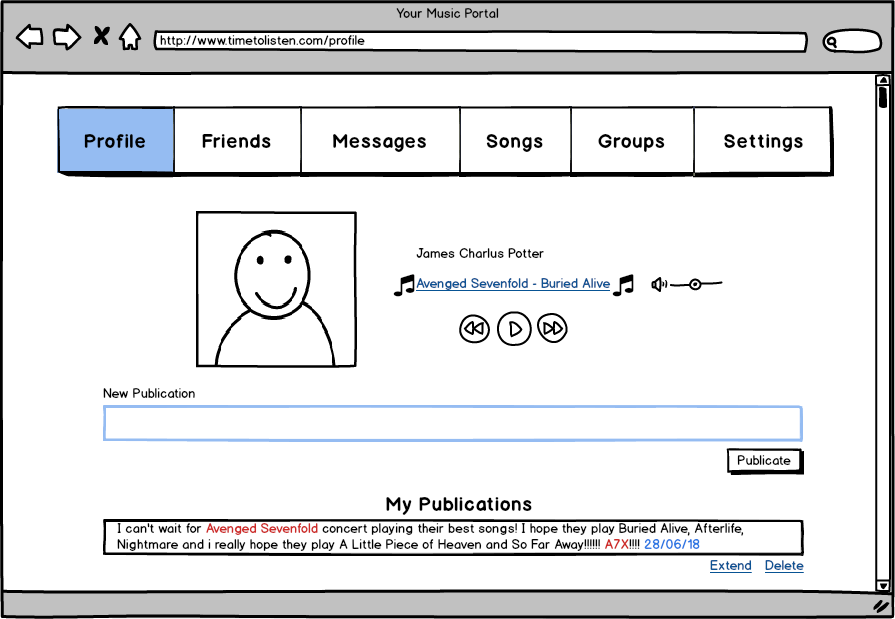 Your Music Portal
http://www.timetolisten.com/profile
Profile Friends Messages Songs Groups Settings
James Charlus Potter
Avenged Sevenfold - Buried Alive
New Publication
Publicate
My Publications
I can't wait for Avenged Sevenfold concert playing their best songs! I hope they play Buried Alive, Afterlife,
Nightmare and i really hope they play A Little Piece of Heaven and So Far Away!!!!!! A7X!!!! 28/06/18
Extend Delete